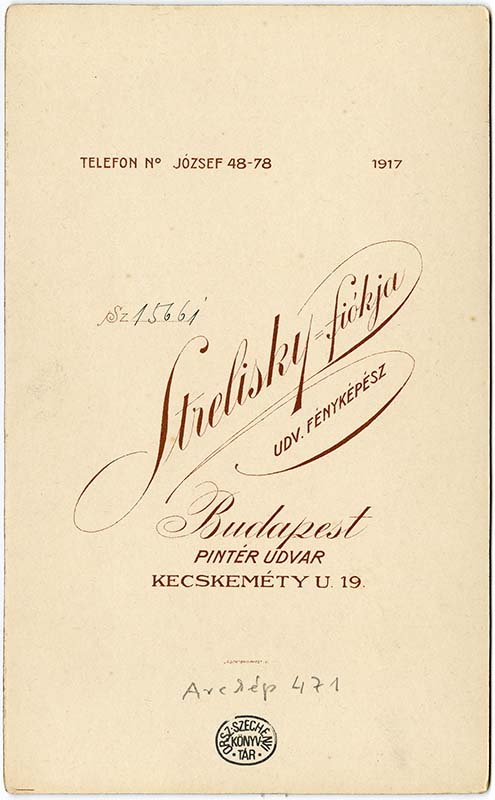 TELEFON Nº JÓZSEF 48-78 1917
Sz 15661
Strelisky-fiókja
UDV. FÉNYKÉPÉSZ
Budapest
PINTÉR UDVAR
KECSKEMÉTY U. 19.
Arckép 471
ORSZ. SZÉCHÉNYI
KÖNYV-
TÁR